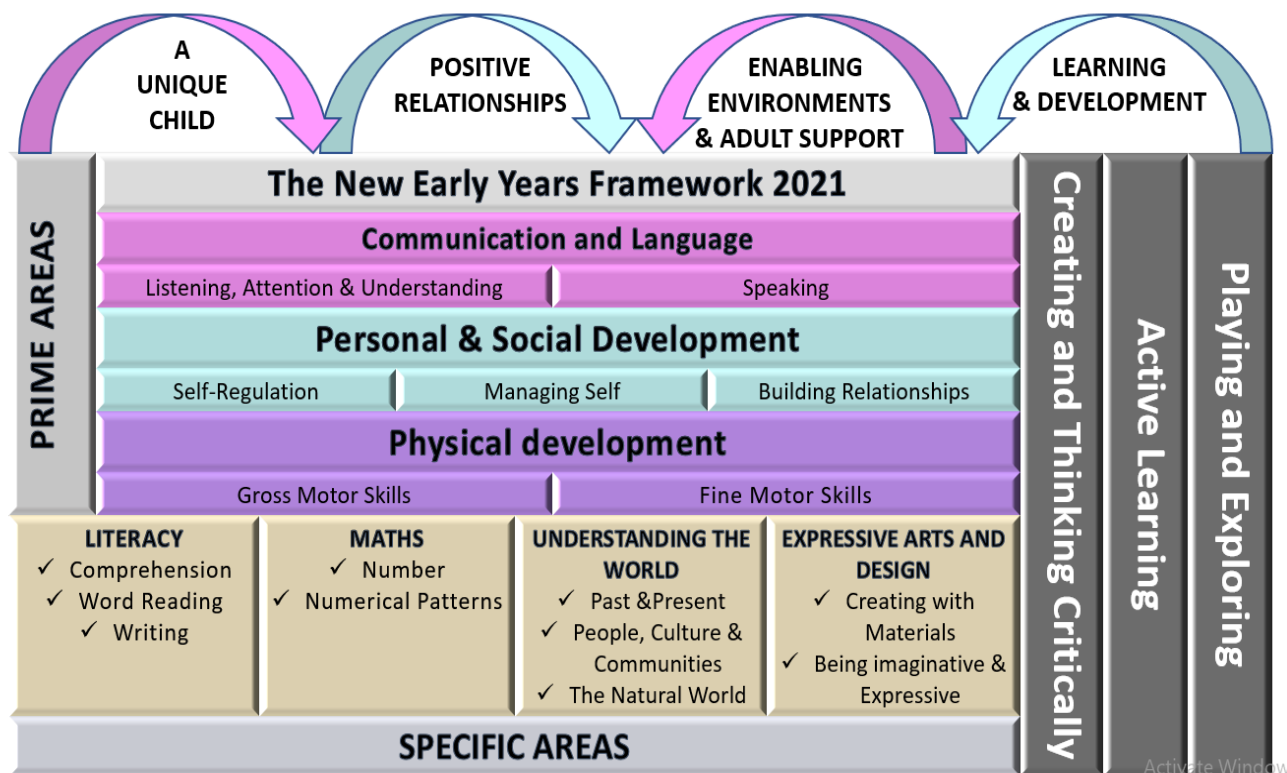 A
UNIQUE
CHILD
POSITIVE
RELATIONSHIPS
ENABLING
ENVIRONMENTS
& ADULT SUPPORT
LEARNING
& DEVELOPMENT
PRIME AREAS
The New Early Years Framework 2021
Communication and Language
Listening, Attention & Understanding
Speaking
Personal & Social Development
Self-Regulation
Managing Self
Building Relationships
Physical development
Gross Motor Skills
Fine Motor Skills
LITERACY
✓ Comprehension
✓ Word Reading
✓ Writing
MATHS
✓ Number
✓ Numerical Patterns
UNDERSTANDING THE
WORLD
✓ Past &Present
✓ People, Culture &
Communities
✓ The Natural World
EXPRESSIVE ARTS AND
DESIGN
✓ Creating with
Materials
✓ Being imaginative &
Expressive
SPECIFIC AREAS
Creating and Thinking Critically
Active Learning
Playing and Exploring
Activate Window